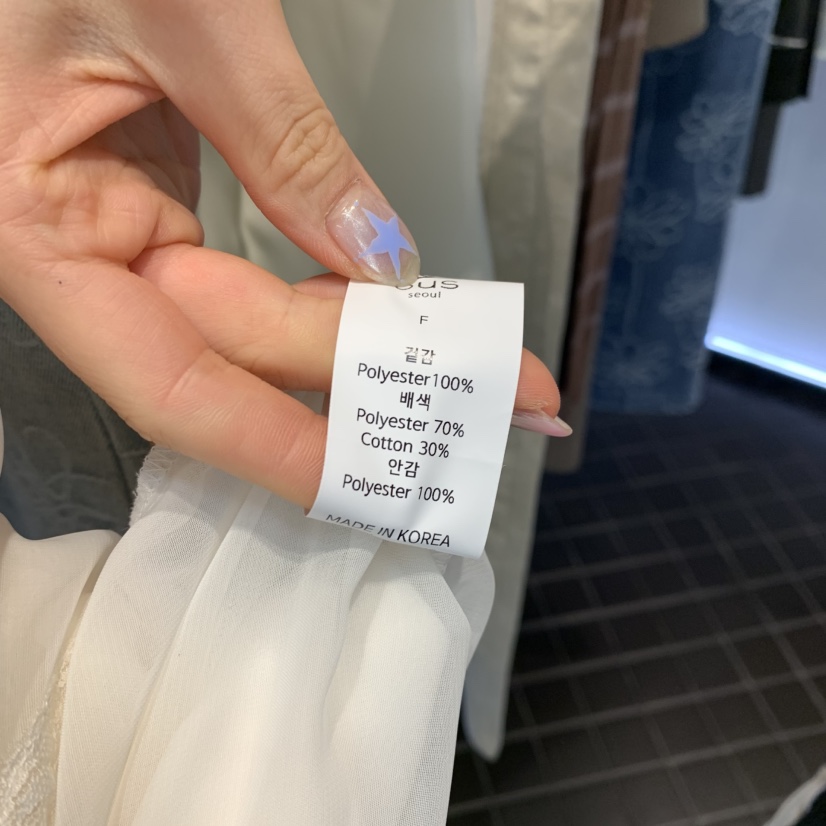 seoul
F
겉감
Polyester100%
배색
Polyester 70%
Cotton 30%
안감
Polyester 100%
MADE IN KOREA